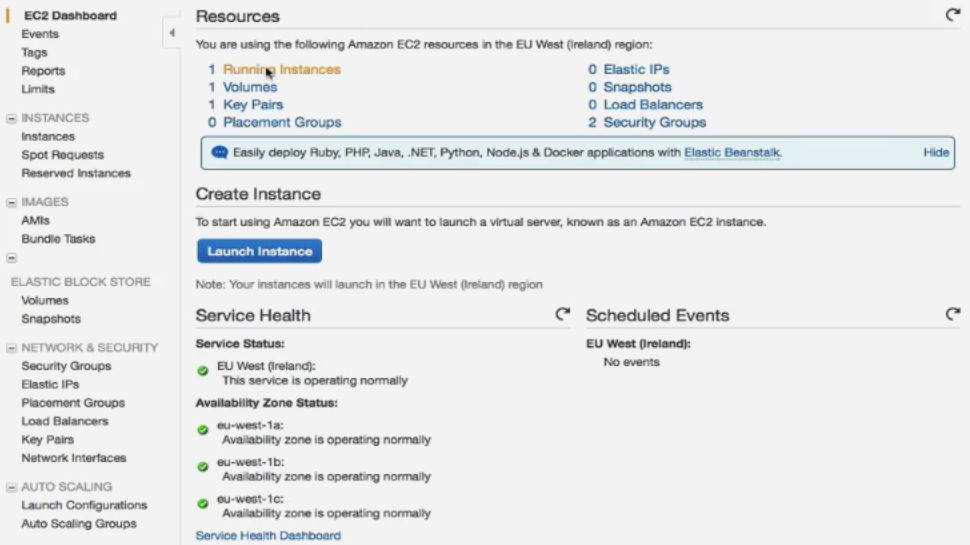 EC2 Dashboard
Events
Tags
Reports
Limits
INSTANCES
Instances
Spot Requests
Reserved Instances
IMAGES
AMIs
Bundle Tasks
ELASTIC BLOCK STORE
Volumes
Snapshots
NETWORK & SECURITY
Security Groups
Elastic IPs
Placement Groups
Load Balancers
Key Pairs
Network Interfaces
AUTO SCALING
Launch Configurations
Auto Scaling Groups
Resources
You are using the following Amazon EC2 resources in the EU West (Ireland) region:
1 Running Instances
1 Volumes
1 Key Pairs
0 Placement Groups
0 Elastic IPs
0 Snapshots
0 Load Balancers
2 Security Groups
Easily deploy Ruby, PHP, Java, .NET, Python, Node.js & Docker applications with Elastic Beanstalk. Hide
Create Instance
To start using Amazon EC2 you will want to launch a virtual server, known as an Amazon EC2 instance.
Launch Instance
Note: Your instances will launch in the EU West (Ireland) region
Service Health
Service Status:
EU West (Ireland):
This service is operating normally
Availability Zone Status:
eu-west-1a:
Availability zone is operating normally
eu-west-1b:
Availability zone is operating normally
eu-west-1c:
Availability zone is operating normally
Service Health Dashboard
Scheduled Events
EU West (Ireland):
No events